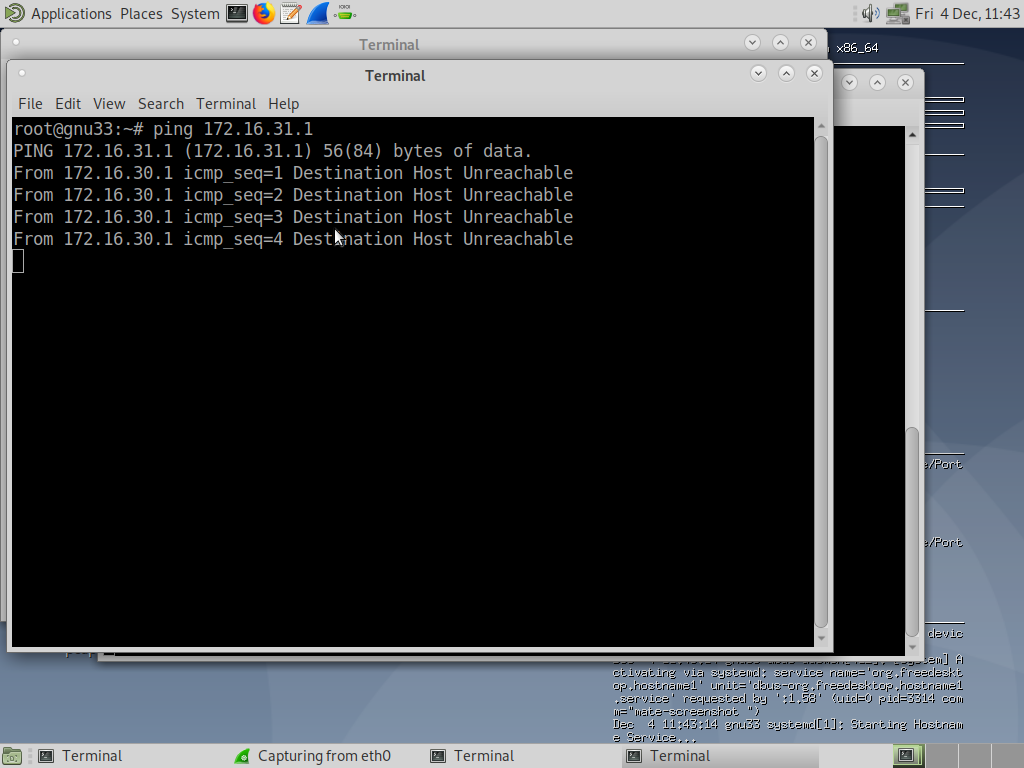 Applications Places System
Fri 4 Dec, 11:43
Terminal
x86_64
Terminal
File Edit View Search Terminal Help
root@gnu33:~# ping 172.16.31.1
PING 172.16.31.1 (172.16.31.1) 56(84) bytes of data.
From 172.16.30.1 icmp_seq=1 Destination Host Unreachable
From 172.16.30.1 icmp_seq=2 Destination Host Unreachable
From 172.16.30.1 icmp_seq=3 Destination Host Unreachable
From 172.16.30.1 icmp_seq=4 Destination Host Unreachable
/Port
/Port
devic
] A
ctivating via systemd: service name='org.freedeskt
op.hostname1' unit='dbus-org.freedesktop.hostname1
.service' requested by ':1.58' (uid=0 pid=3314 com
m="mate-screenshot ")
Dec 4 11:43:14 gnu33 systemd[1]: Starting Hostnam
e Service...
Terminal
Capturing from eth0
Terminal
Terminal